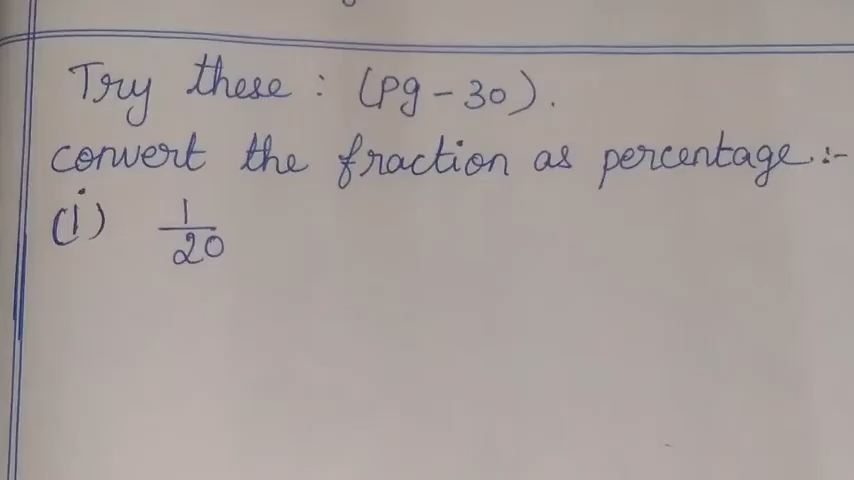 Try these : (Pg - 30).
convert the fraction as percentage :-
(i) 1/20